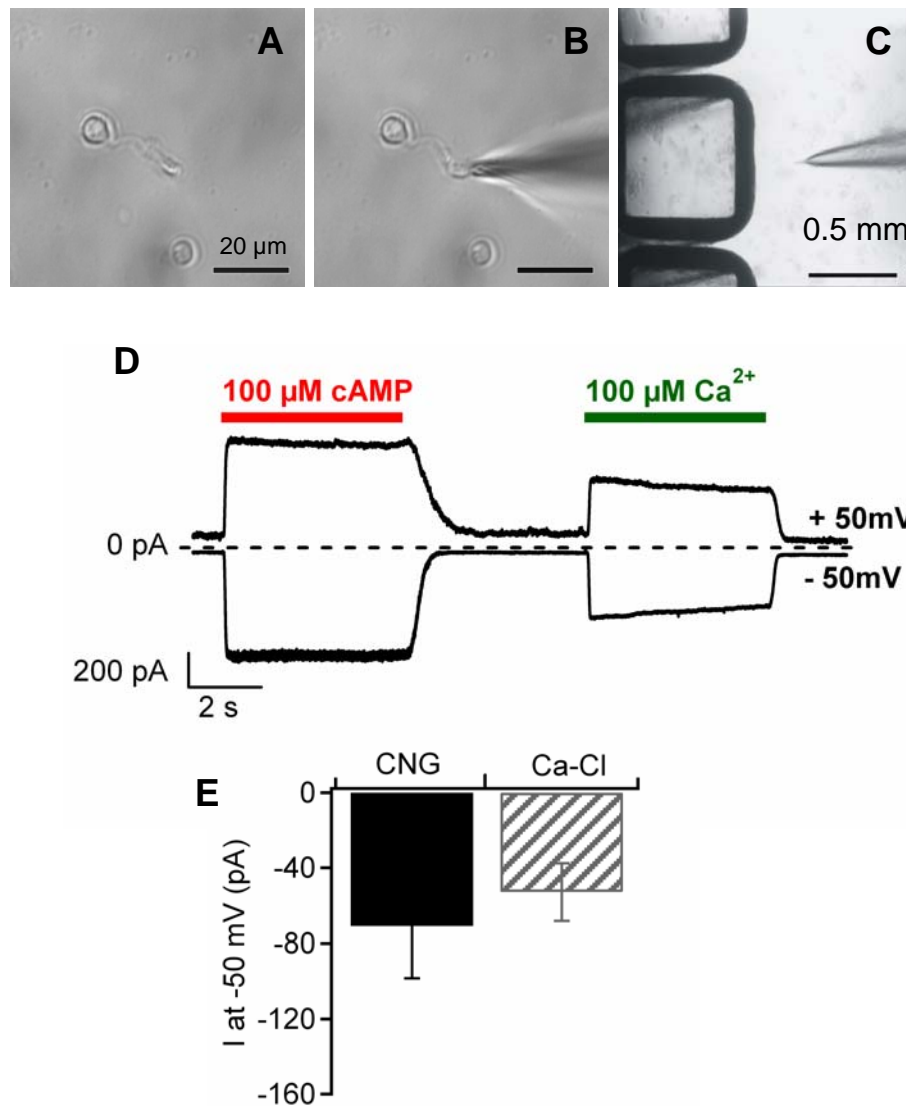 A
B
C
20 µm
0.5 mm
D
100 µM cAMP
100 µM Ca²⁺
+ 50mV
0 pA
- 50mV
200 pA
2 s
E
CNG
Ca-Cl
0
-40
-80
-120
-160
I at -50 mV (pA)